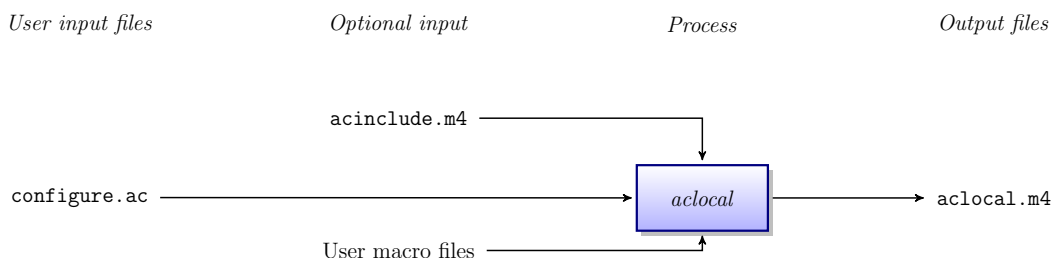 User input files
Optional input
Process
Output files
acinclude.m4
configure.ac
aclocal
aclocal.m4
User macro files